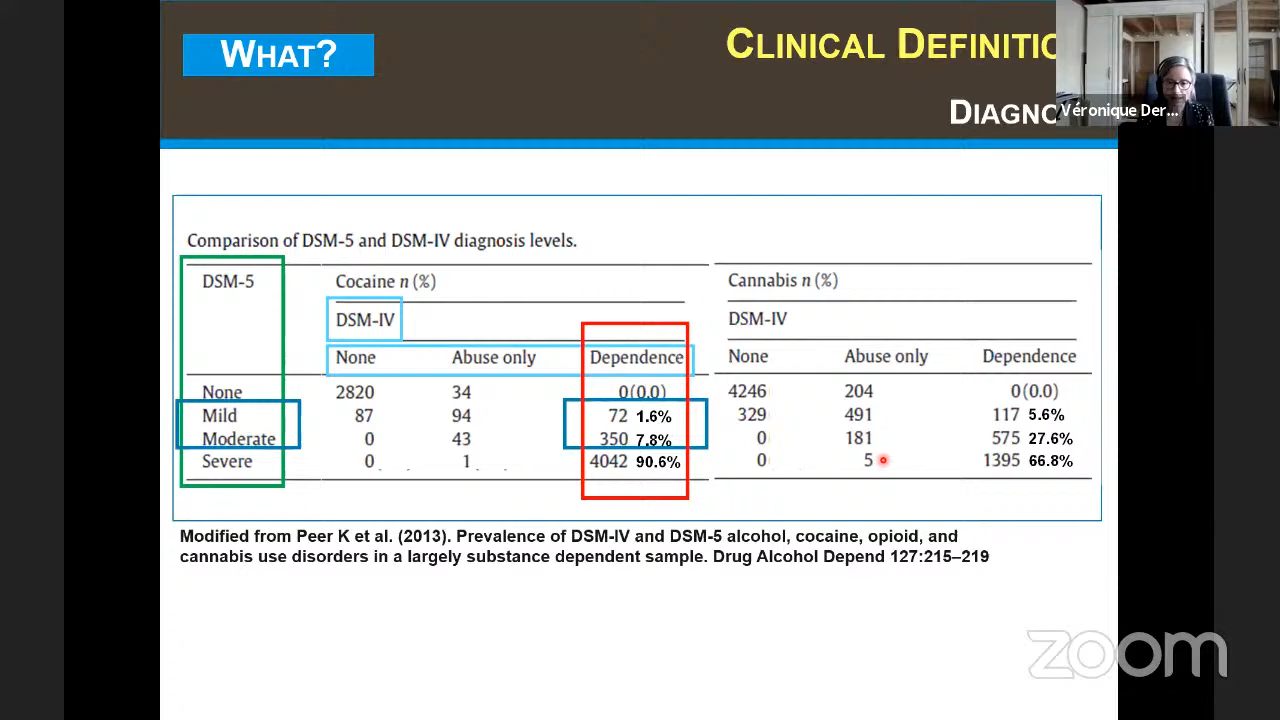 WHAT?
CLINICAL DEFINITIO
DIAGNO
Véronique Der...
Comparison of DSM-5 and DSM-IV diagnosis levels.
DSM-5 Cocaine n (%) Cannabis n (%)
DSM-IV DSM-IV
None Abuse only Dependence None Abuse only Dependence
None 2820 34 0(0.0) 4246 204 0(0.0)
Mild 87 94 72 1.6% 329 491 117 5.6%
Moderate 0 43 350 7.8% 0 181 575 27.6%
Severe 0 1 4042 90.6% 0 5 1395 66.8%
Modified from Peer K et al. (2013). Prevalence of DSM-IV and DSM-5 alcohol, cocaine, opioid, and
cannabis use disorders in a largely substance dependent sample. Drug Alcohol Depend 127:215–219
zoom